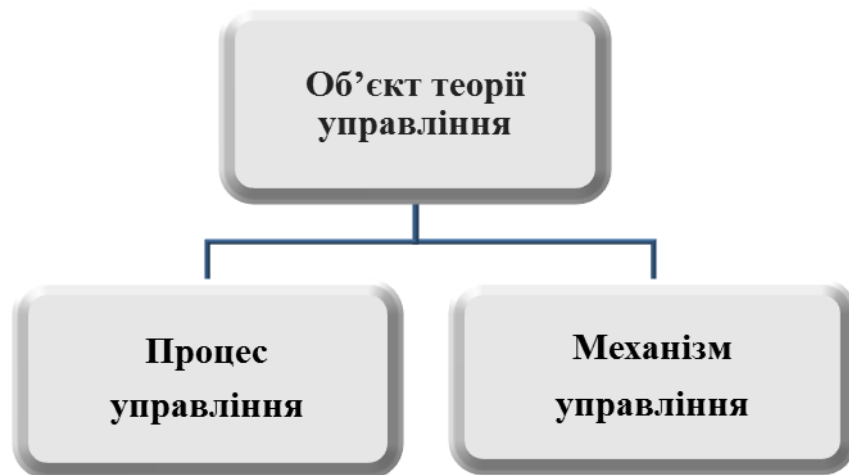 Об’єкт теорії
управління
Процес
управління
Механізм
управління